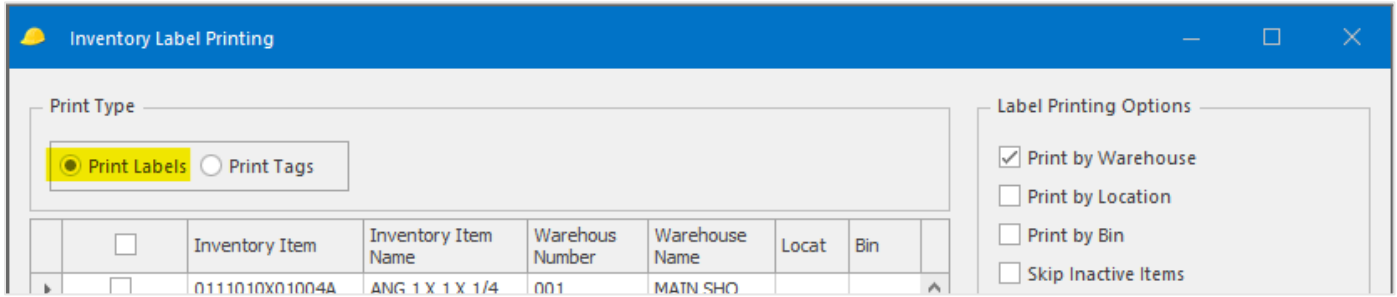 Inventory Label Printing
Print Type
Print Labels Print Tags
Label Printing Options
Print by Warehouse
Print by Location
Print by Bin
Skip Inactive Items
Inventory Item
Inventory Item Name
Warehous Number
Warehouse Name
Locat
Bin
0111010X01004A ANG 1 X 1 X 1/4 001 MAIN SHO